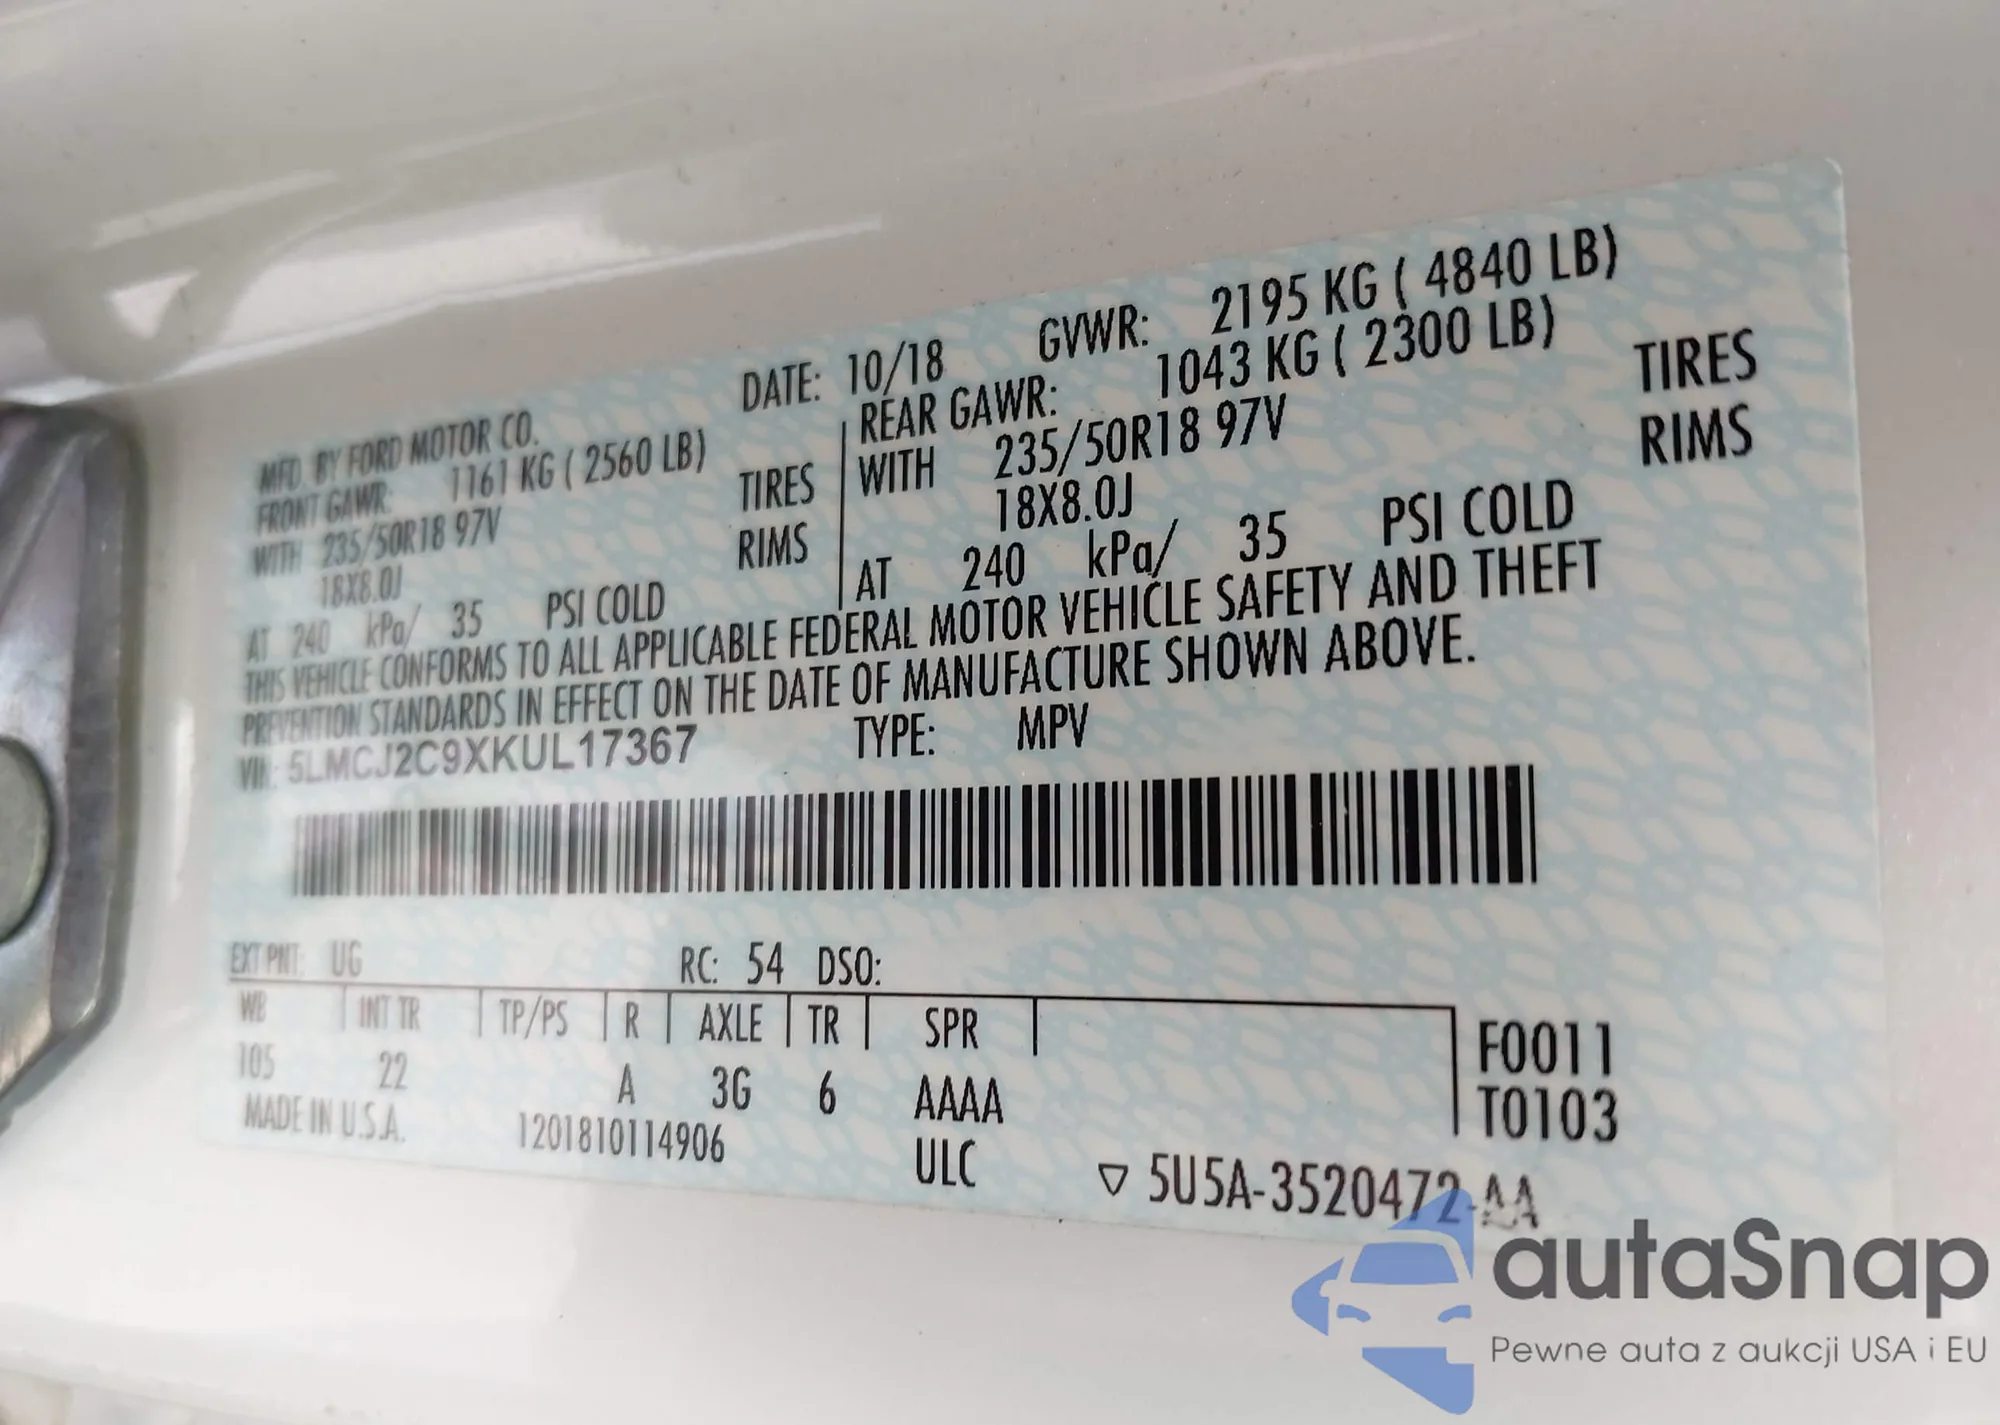 MFD. BY FORD MOTOR CO. DATE: 10/18 GVWR: 2195 KG ( 4840 LB)
FRONT GAWR: 1161 KG ( 2560 LB) REAR GAWR: 1043 KG ( 2300 LB)
WITH 235/50R18 97V TIRES WITH 235/50R18 97V TIRES
18X8.0J RIMS 18X8.0J RIMS
AT 240 kPa/ 35 PSI COLD AT 240 kPa/ 35 PSI COLD
THIS VEHICLE CONFORMS TO ALL APPLICABLE FEDERAL MOTOR VEHICLE SAFETY AND THEFT
PREVENTION STANDARDS IN EFFECT ON THE DATE OF MANUFACTURE SHOWN ABOVE.
VIN: 5LMCJ2C9XKUL17367 TYPE: MPV
EXT PNT: UG RC: 54 DSO:
WB INT TR TP/PS R AXLE TR SPR F0011
105 22 A 3G 6 AAAA T0103
MADE IN U.S.A. 1201810114906 ULC ▽ 5U5A-3520472-AA
autaSnap
Pewne auta z aukcji USA i EU